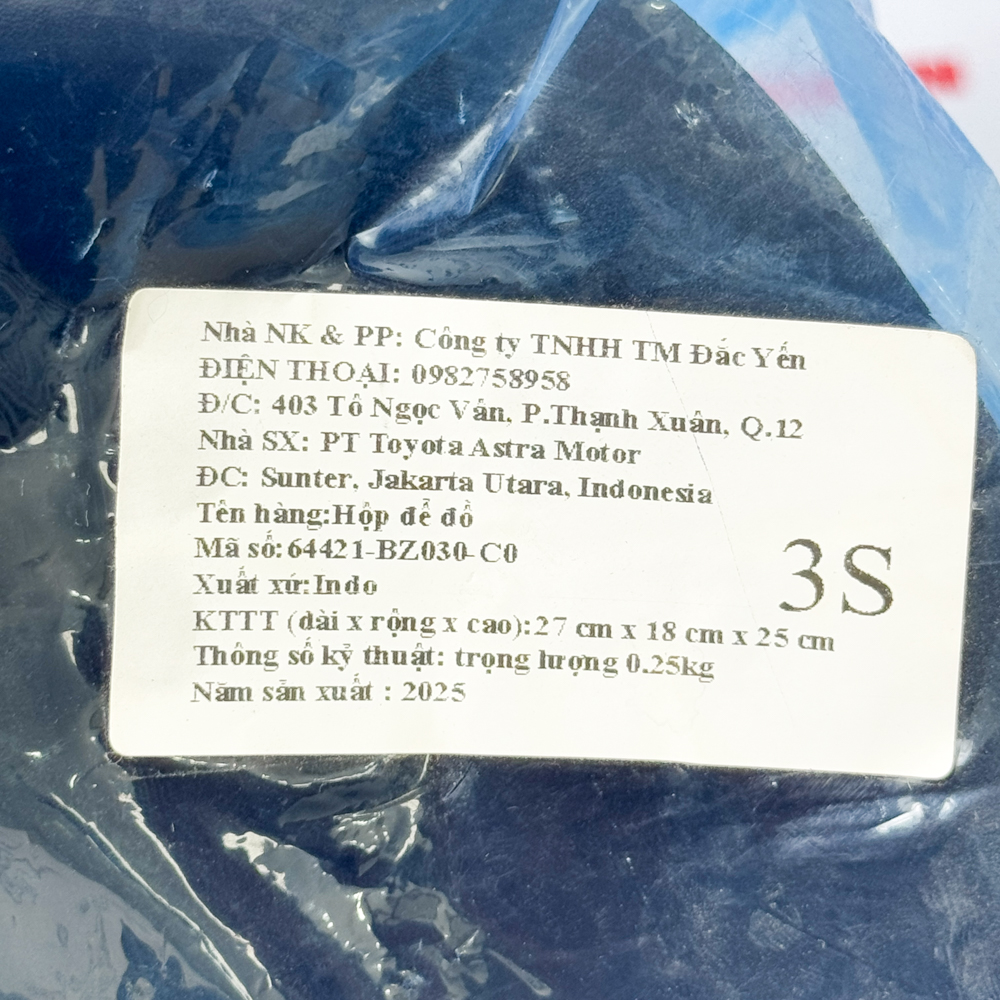 Nhà NK & PP: Công ty TNHH TM Đắc Yến
ĐIỆN THOẠI: 0982758958
Đ/C: 403 Tô Ngọc Vân, P.Thạnh Xuân, Q.12
Nhà SX: PT Toyota Astra Motor
ĐC: Sunter, Jakarta Utara, Indonesia
Tên hàng:Hộp để đồ
Mã số:64421-BZ030-C0
3S
Xuất xứ:Indo
KTTT (dài x rộng x cao):27 cm x 18 cm x 25 cm
Thông số kỹ thuật: trọng lượng 0.25kg
Năm sản xuất : 2025